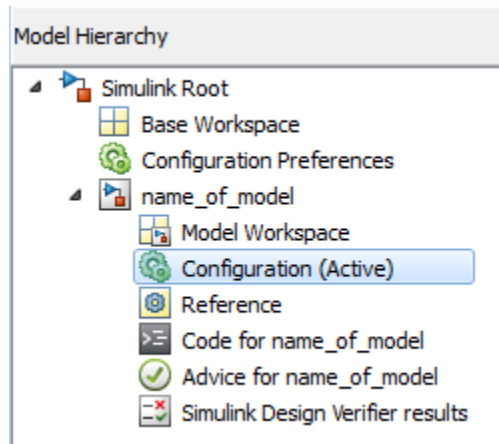 Model Hierarchy
Simulink Root
Base Workspace
Configuration Preferences
name_of_model
Model Workspace
Configuration (Active)
Reference
Code for name_of_model
Advice for name_of_model
Simulink Design Verifier results